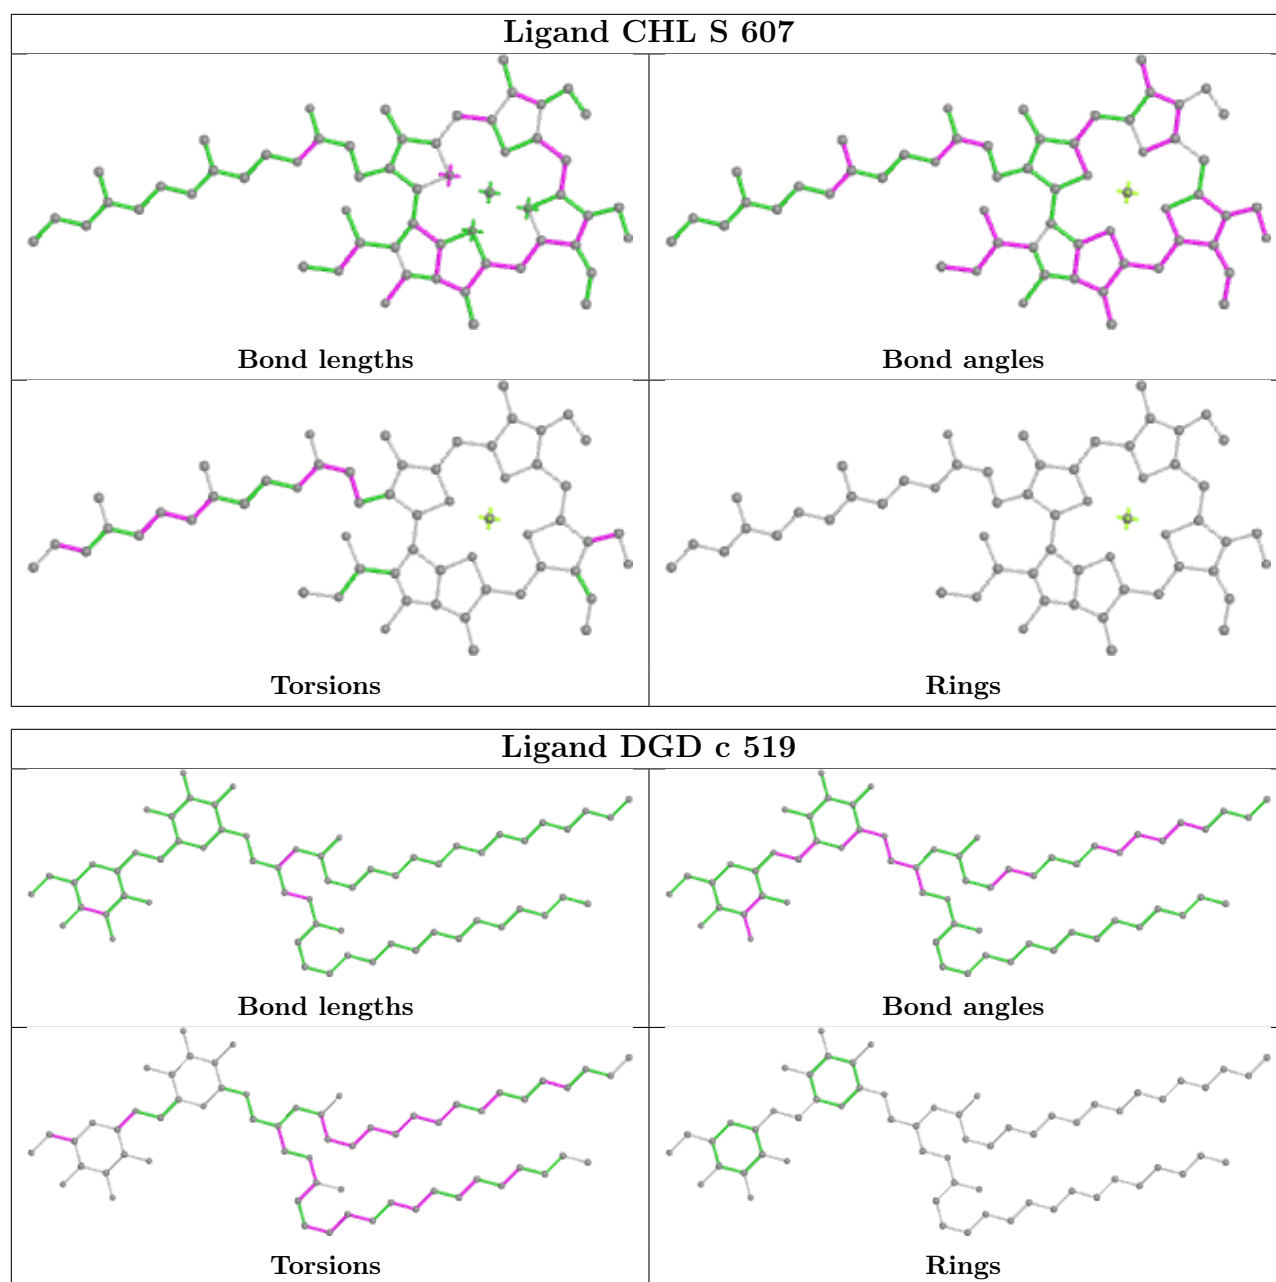 Ligand CHL S 607
Bond lengths
Bond angles
Torsions
Rings
Ligand DGD c 519
Bond lengths
Bond angles
Torsions
Rings